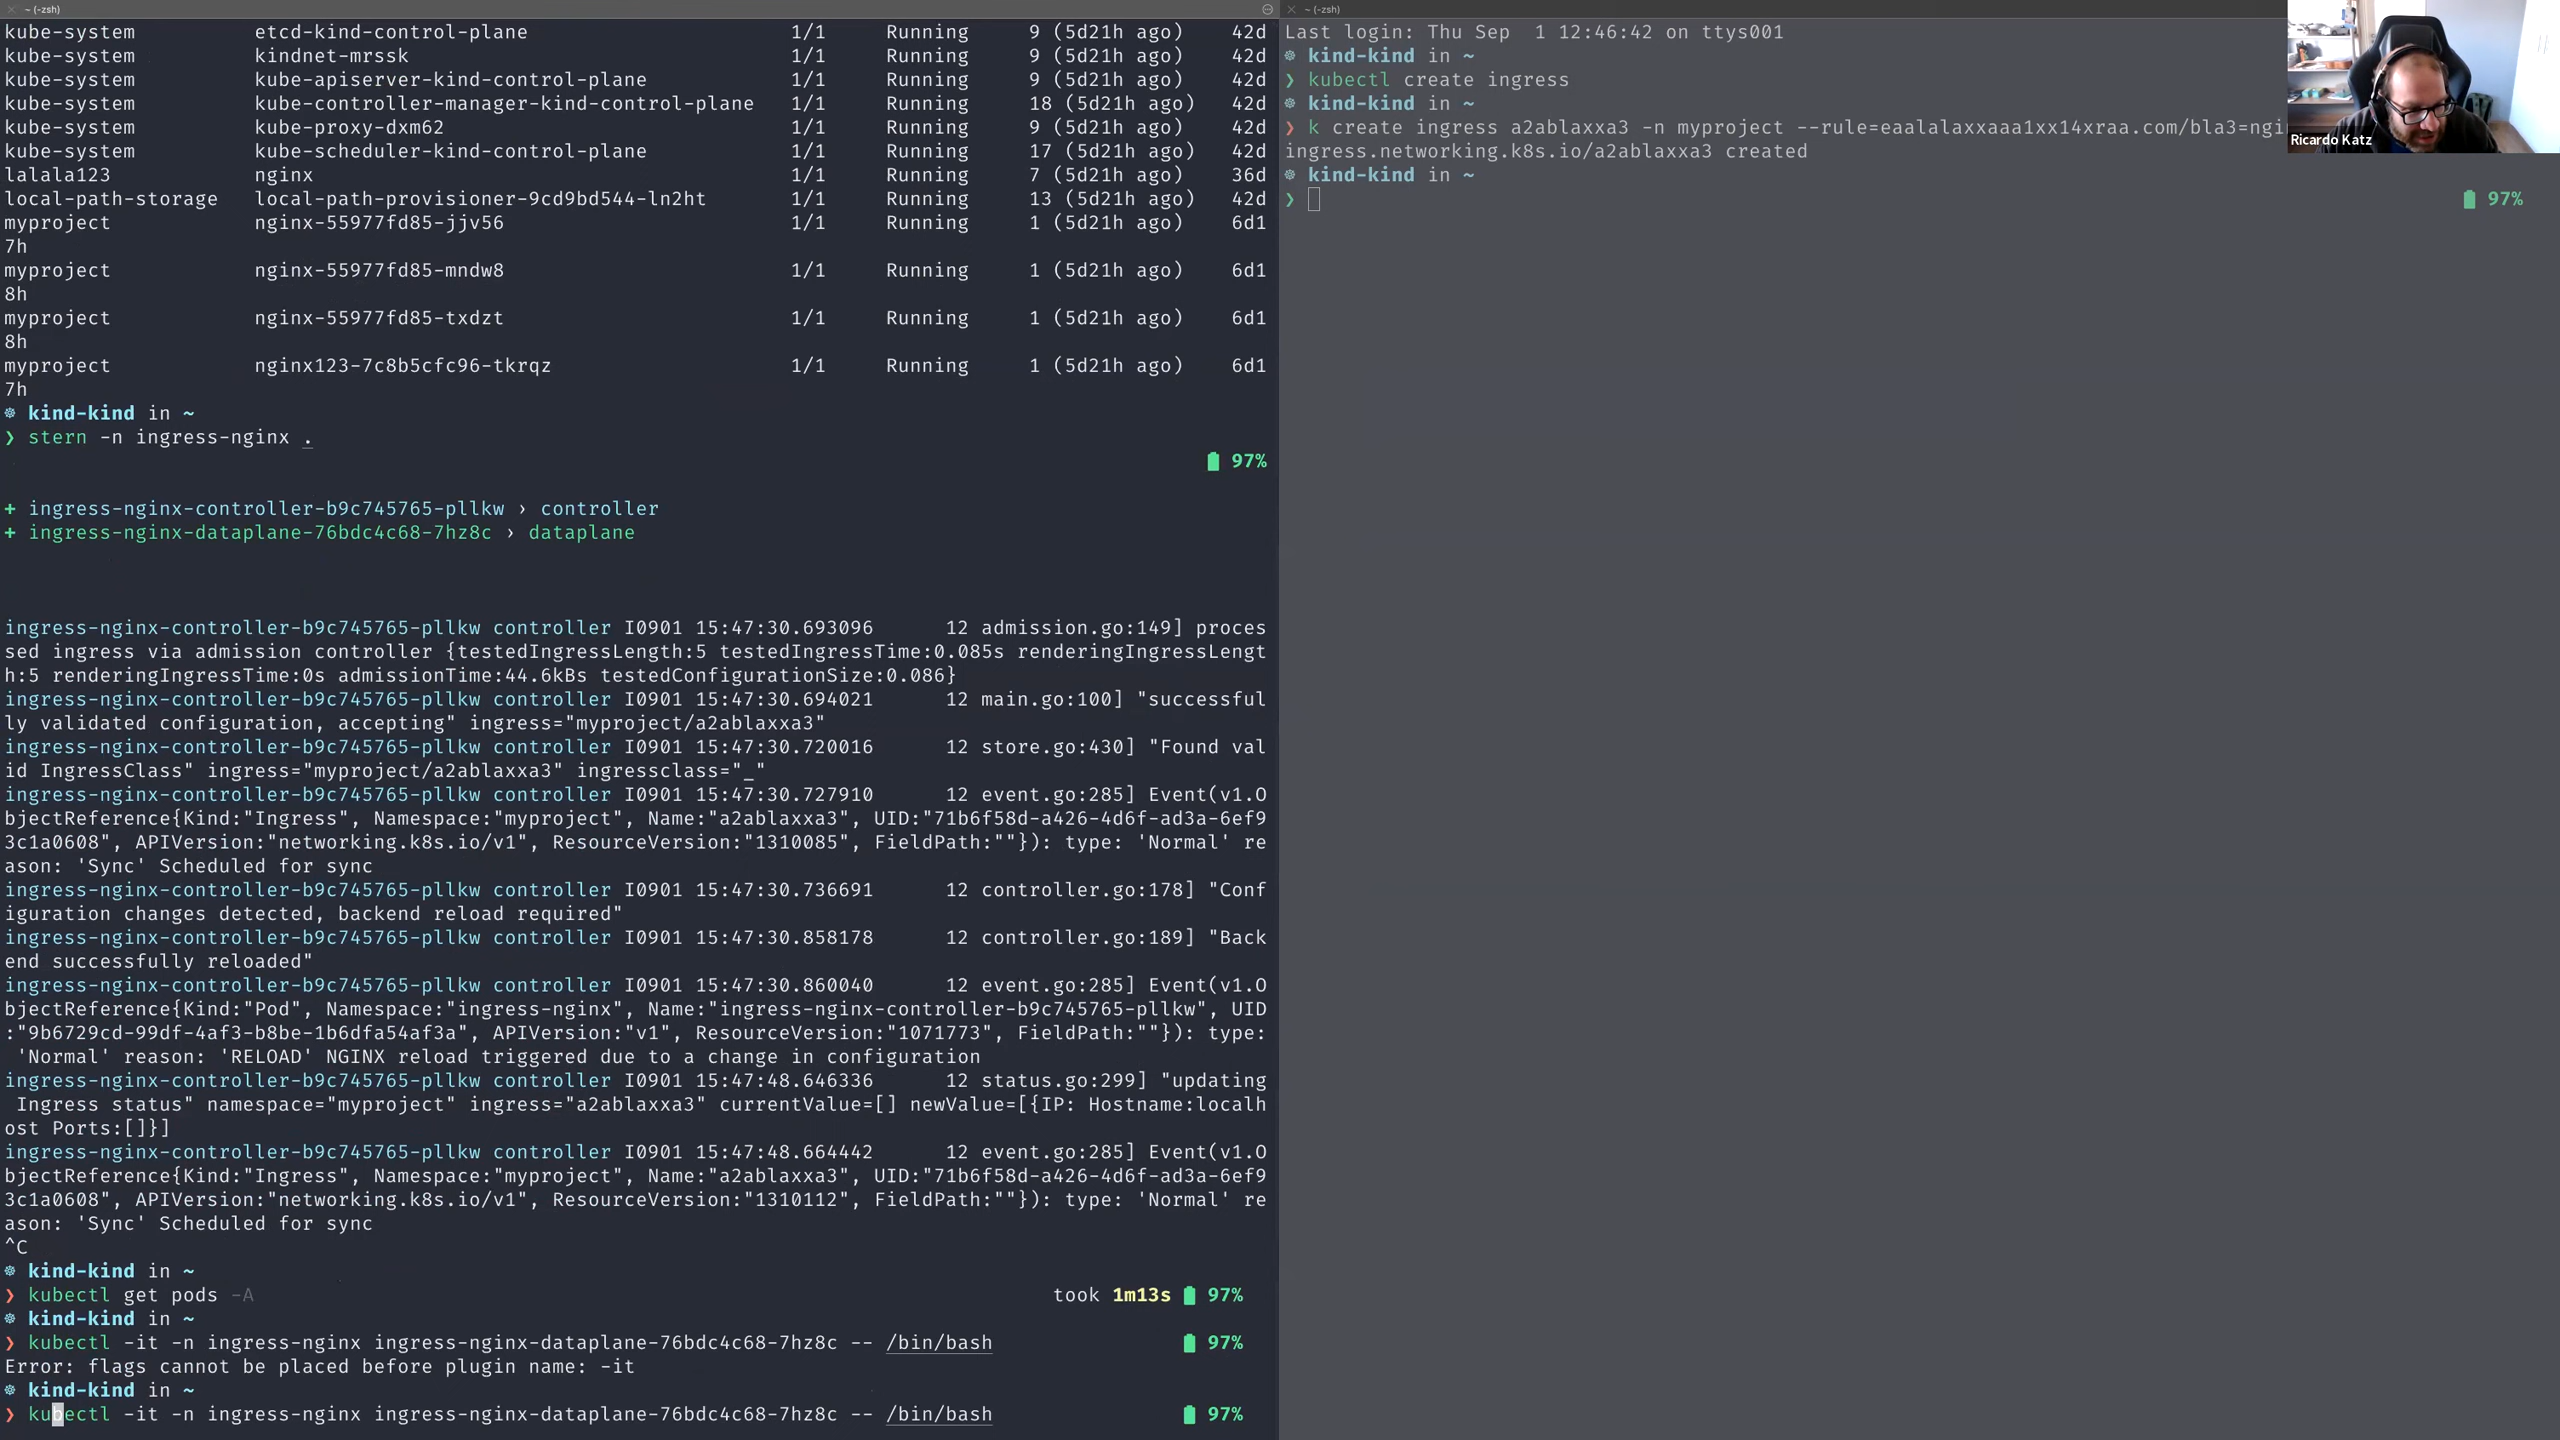 ~ (-zsh)
kube-system etcd-kind-control-plane 1/1 Running 9 (5d21h ago) 42d
kube-system kindnet-mrssk 1/1 Running 9 (5d21h ago) 42d
kube-system kube-apiserver-kind-control-plane 1/1 Running 9 (5d21h ago) 42d
kube-system kube-controller-manager-kind-control-plane 1/1 Running 18 (5d21h ago) 42d
kube-system kube-proxy-dxm62 1/1 Running 9 (5d21h ago) 42d
kube-system kube-scheduler-kind-control-plane 1/1 Running 17 (5d21h ago) 42d
lalala123 nginx 1/1 Running 7 (5d21h ago) 36d
local-path-storage local-path-provisioner-9cd9bd544-ln2ht 1/1 Running 13 (5d21h ago) 42d
myproject nginx-55977fd85-jjv56 1/1 Running 1 (5d21h ago) 6d1
7h
myproject nginx-55977fd85-mndw8 1/1 Running 1 (5d21h ago) 6d1
8h
myproject nginx-55977fd85-txdzt 1/1 Running 1 (5d21h ago) 6d1
8h
myproject nginx123-7c8b5cfc96-tkrqz 1/1 Running 1 (5d21h ago) 6d1
7h
kind-kind in ~
❯ stern -n ingress-nginx .
97%
+ ingress-nginx-controller-b9c745765-pllkw › controller
+ ingress-nginx-dataplane-76bdc4c68-7hz8c › dataplane
ingress-nginx-controller-b9c745765-pllkw controller I0901 15:47:30.693096 12 admission.go:149] proces
sed ingress via admission controller {testedIngressLength:5 testedIngressTime:0.085s renderingIngressLengt
h:5 renderingIngressTime:0s admissionTime:44.6kBs testedConfigurationSize:0.086}
ingress-nginx-controller-b9c745765-pllkw controller I0901 15:47:30.694021 12 main.go:100] "successful
ly validated configuration, accepting" ingress="myproject/a2ablaxxa3"
ingress-nginx-controller-b9c745765-pllkw controller I0901 15:47:30.720016 12 store.go:430] "Found val
id IngressClass" ingress="myproject/a2ablaxxa3" ingressclass="_"
ingress-nginx-controller-b9c745765-pllkw controller I0901 15:47:30.727910 12 event.go:285] Event(v1.O
bjectReference{Kind:"Ingress", Namespace:"myproject", Name:"a2ablaxxa3", UID:"71b6f58d-a426-4d6f-ad3a-6ef9
3c1a0608", APIVersion:"networking.k8s.io/v1", ResourceVersion:"1310085", FieldPath:""}): type: 'Normal' re
ason: 'Sync' Scheduled for sync
ingress-nginx-controller-b9c745765-pllkw controller I0901 15:47:30.736691 12 controller.go:178] "Conf
iguration changes detected, backend reload required"
ingress-nginx-controller-b9c745765-pllkw controller I0901 15:47:30.858178 12 controller.go:189] "Back
end successfully reloaded"
ingress-nginx-controller-b9c745765-pllkw controller I0901 15:47:30.860040 12 event.go:285] Event(v1.O
bjectReference{Kind:"Pod", Namespace:"ingress-nginx", Name:"ingress-nginx-controller-b9c745765-pllkw", UID
:"9b6729cd-99df-4af3-b8be-1b6dfa54af3a", APIVersion:"v1", ResourceVersion:"1071773", FieldPath:""}): type:
'Normal' reason: 'RELOAD' NGINX reload triggered due to a change in configuration
ingress-nginx-controller-b9c745765-pllkw controller I0901 15:47:48.646336 12 status.go:299] "updating
Ingress status" namespace="myproject" ingress="a2ablaxxa3" currentValue=[] newValue=[{IP: Hostname:localh
ost Ports:[]}]
ingress-nginx-controller-b9c745765-pllkw controller I0901 15:47:48.664442 12 event.go:285] Event(v1.O
bjectReference{Kind:"Ingress", Namespace:"myproject", Name:"a2ablaxxa3", UID:"71b6f58d-a426-4d6f-ad3a-6ef9
3c1a0608", APIVersion:"networking.k8s.io/v1", ResourceVersion:"1310112", FieldPath:""}): type: 'Normal' re
ason: 'Sync' Scheduled for sync
^C
kind-kind in ~
❯ kubectl get pods -A took 1m13s 97%
kind-kind in ~
❯ kubectl -it -n ingress-nginx ingress-nginx-dataplane-76bdc4c68-7hz8c -- /bin/bash 97%
Error: flags cannot be placed before plugin name: -it
kind-kind in ~
❯ kubectl -it -n ingress-nginx ingress-nginx-dataplane-76bdc4c68-7hz8c -- /bin/bash 97%
~ (-zsh)
Last login: Thu Sep 1 12:46:42 on ttys001
kind-kind in ~
❯ kubectl create ingress
kind-kind in ~
❯ k create ingress a2ablaxxa3 -n myproject --rule=eaalalaxxaaa1xx14xraa.com/bla3=ngi
ingress.networking.k8s.io/a2ablaxxa3 created
kind-kind in ~
❯
97%
Ricardo Katz